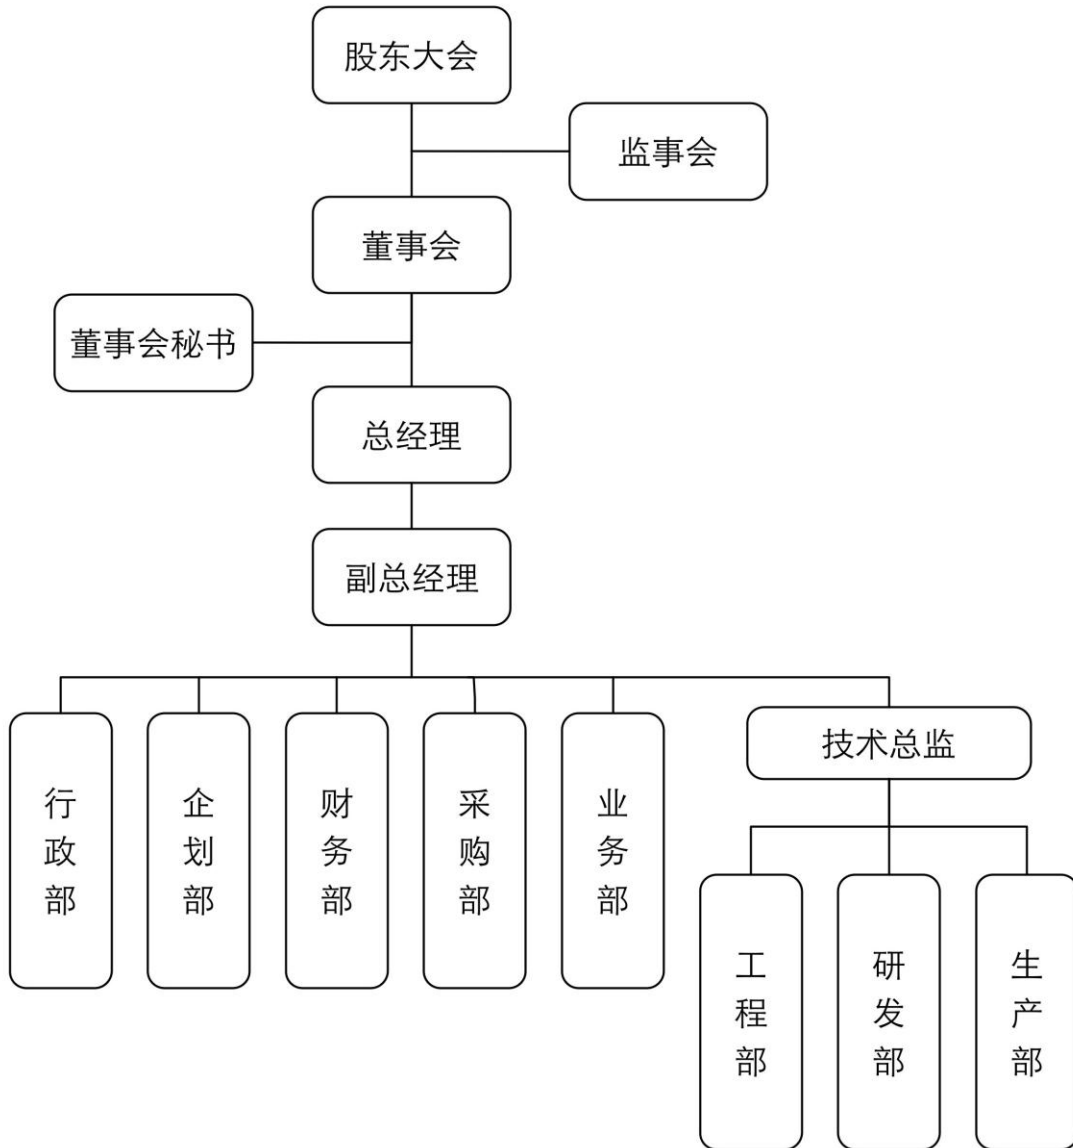 股东大会
监事会
董事会
董事会秘书
总经理
副总经理
行政部
企划部
财务部
采购部
业务部
技术总监
工程部
研发部
生产部